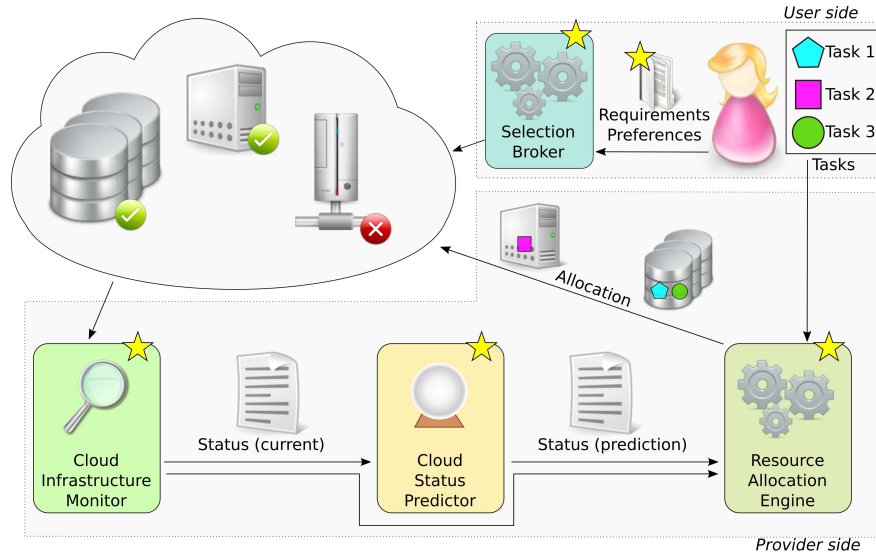 User side
Task 1
Task 2
Task 3
Tasks
Requirements
Preferences
Selection
Broker
Allocation
Status (current)
Status (prediction)
Cloud
Infrastructure
Monitor
Cloud
Status
Predictor
Resource
Allocation
Engine
Provider side